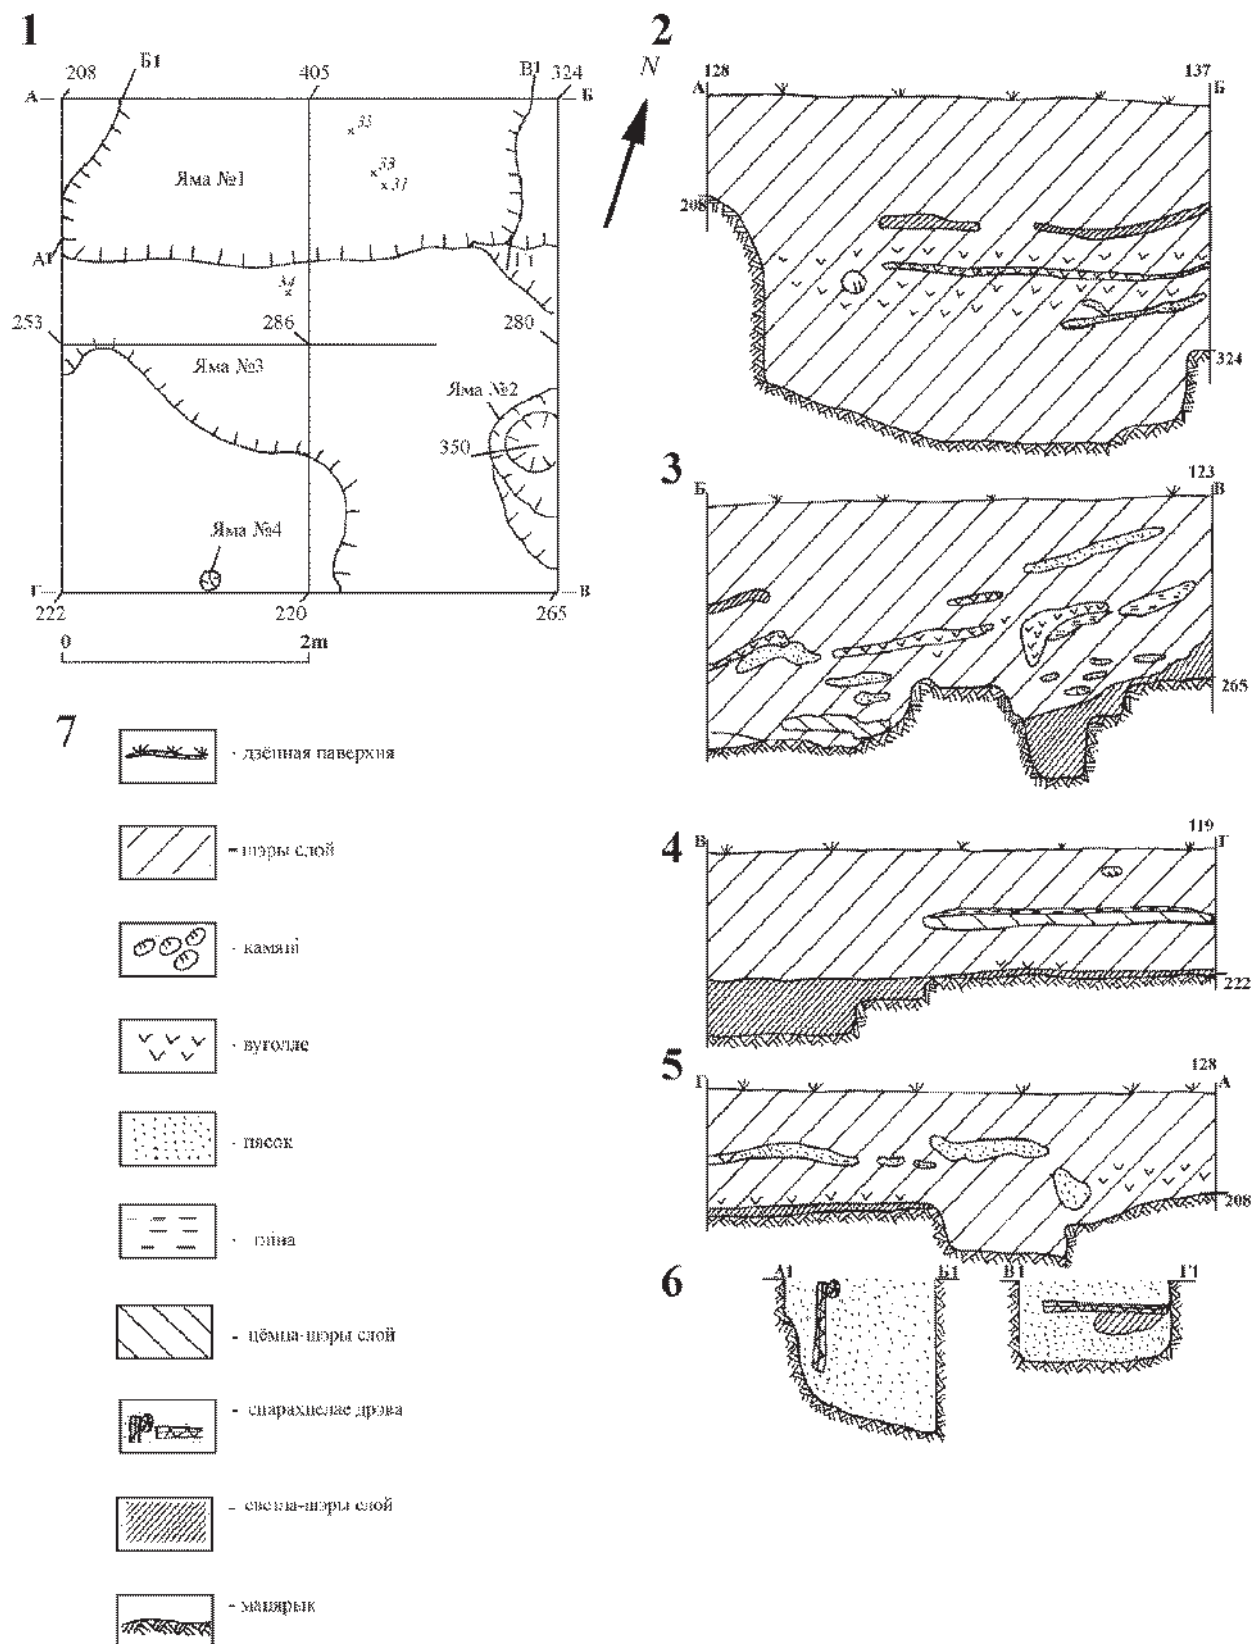 1
208
Б1
405
В1
324
А
Б
33
33
Яма №1
31
А1
Г1
34
253
286
280
Яма №3
Яма №2
350
Яма №4
Г
В
222
220
265
0
2m
N
2
128
137
А
Б
208
324
3
123
Б
В
265
4
119
В
Г
222
5
128
Г
А
208
6
А1
Б1
В1
Г1
7
- дзённая паверхня
- шэры слой
- камяні
- вуголле
- пясок
- гліна
- цёмна-шэры слой
- спарахнелае дрэва
- светла-шэры слой
- мацярык